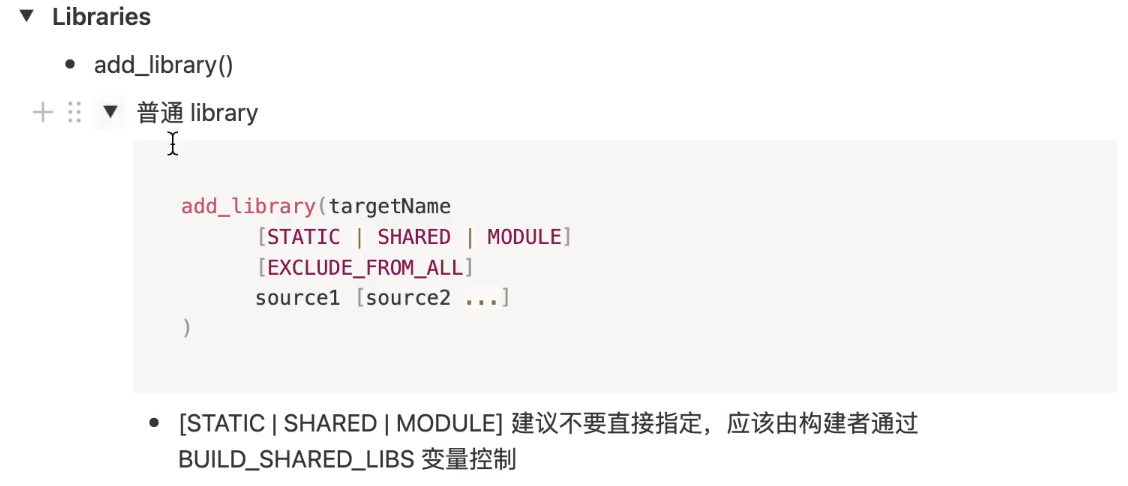 Libraries
add_library()
普通 library
add_library(targetName
[STATIC | SHARED | MODULE]
[EXCLUDE_FROM_ALL]
source1 [source2 ...]
)
[STATIC | SHARED | MODULE] 建议不要直接指定，应该由构建者通过
BUILD_SHARED_LIBS 变量控制